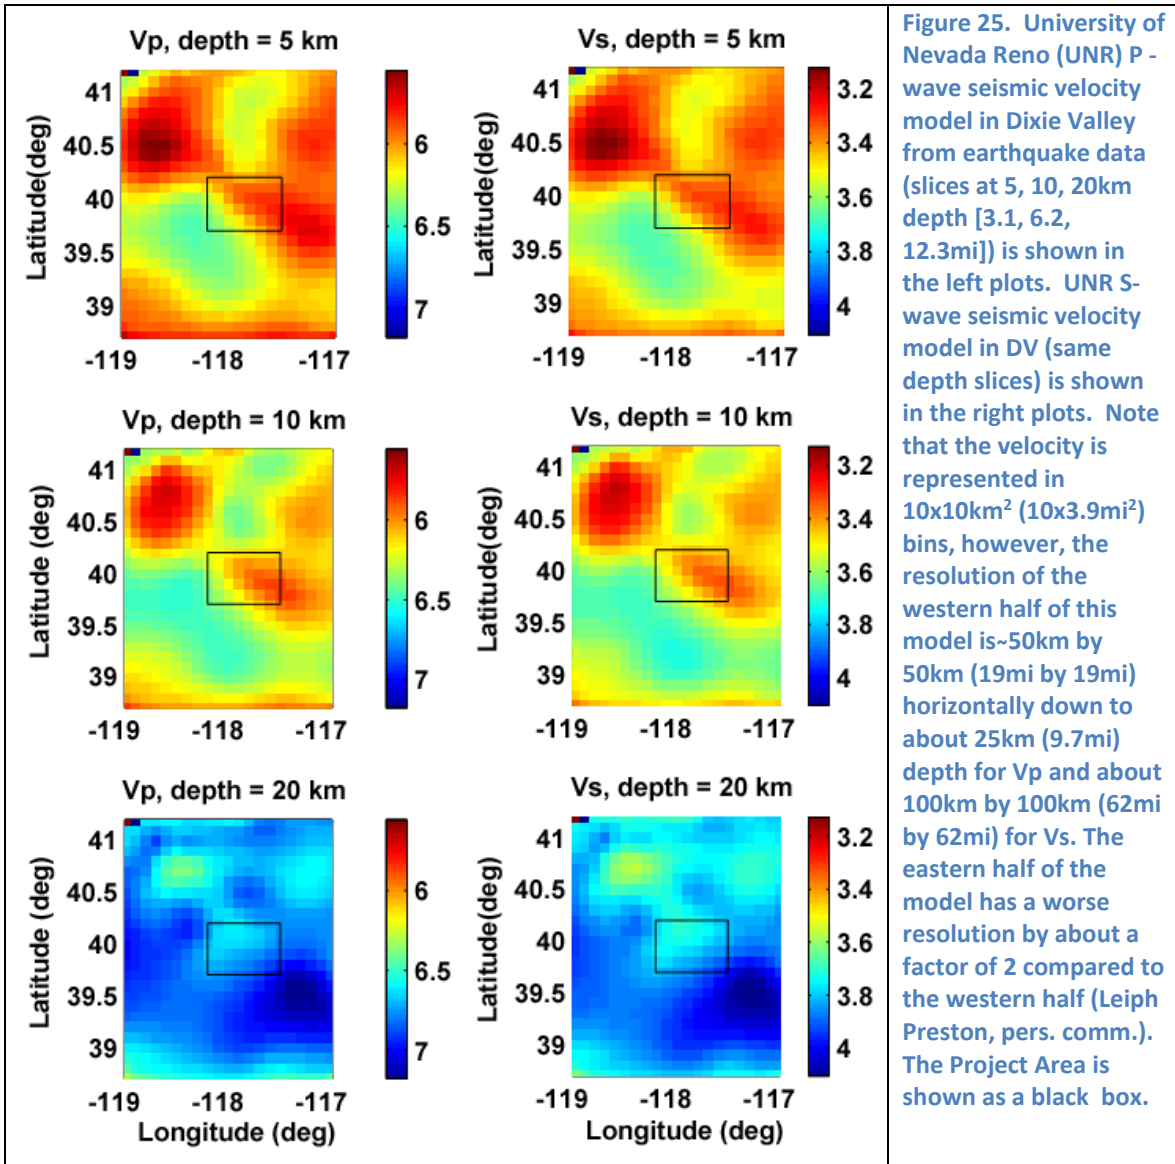 Vp, depth = 5 km
41
40.5
40
39.5
39
Latitude(deg)
-119
-118
-117
6
6.5
7
Vs, depth = 5 km
41
40.5
40
39.5
39
Latitude(deg)
-119
-118
-117
3.2
3.4
3.6
3.8
4
Vp, depth = 10 km
41
40.5
40
39.5
39
Latitude (deg)
-119
-118
-117
6
6.5
7
Vs, depth = 10 km
41
40.5
40
39.5
39
Latitude(deg)
-119
-118
-117
3.2
3.4
3.6
3.8
4
Vp, depth = 20 km
41
40.5
40
39.5
39
Latitude (deg)
-119
-118
-117
Longitude (deg)
6
6.5
7
Vs, depth = 20 km
41
40.5
40
39.5
39
Latitude(deg)
-119
-118
-117
Longitude (deg)
3.2
3.4
3.6
3.8
4
Figure 25.  University of
Nevada Reno (UNR) P -
wave seismic velocity
model in Dixie Valley
from earthquake data
(slices at 5, 10, 20km
depth [3.1, 6.2,
12.3mi]) is shown in
the left plots.  UNR S-
wave seismic velocity
model in DV (same
depth slices) is shown
in the right plots.  Note
that the velocity is
represented in
10x10km² (10x3.9mi²)
bins, however, the
resolution of the
western half of this
model is~50km by
50km (19mi by 19mi)
horizontally down to
about 25km (9.7mi)
depth for Vp and about
100km by 100km (62mi
by 62mi) for Vs. The
eastern half of the
model has a worse
resolution by about a
factor of 2 compared to
the western half (Leiph
Preston, pers. comm.).
The Project Area is
shown as a black  box.